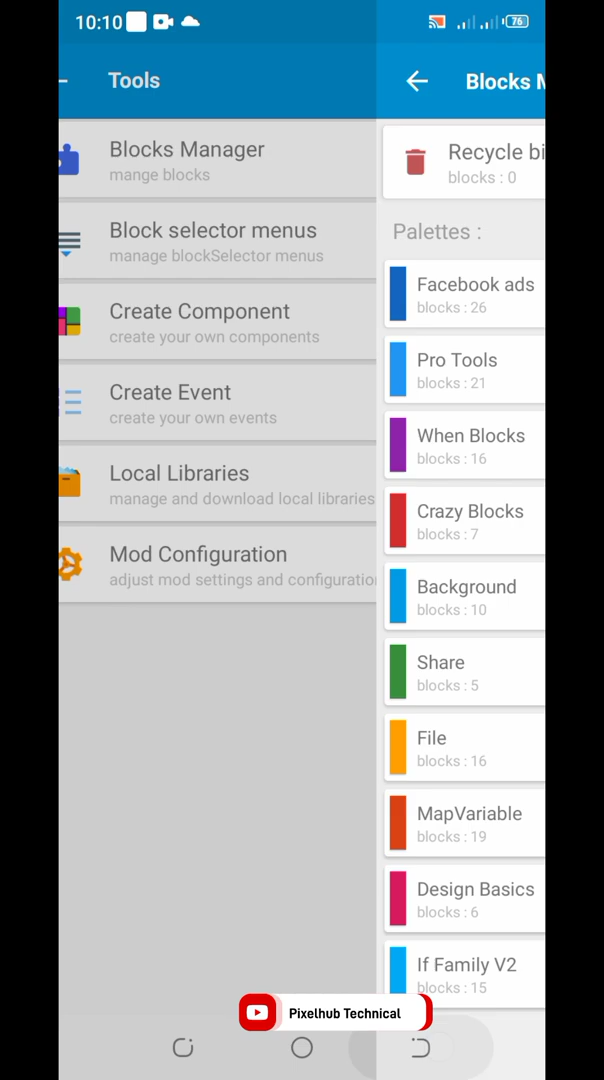 10:10
76
Tools
Blocks Manager
mange blocks
Block selector menus
manage blockSelector menus
Create Component
create your own components
Create Event
create your own events
Local Libraries
manage and download local libraries
Mod Configuration
adjust mod settings and configuratio
Blocks M
Recycle bi
blocks : 0
Palettes :
Facebook ads
blocks : 26
Pro Tools
blocks : 21
When Blocks
blocks : 16
Crazy Blocks
blocks : 7
Background
blocks : 10
Share
blocks : 5
File
blocks : 16
MapVariable
blocks : 19
Design Basics
blocks : 6
If Family V2
blocks : 15
Pixelhub Technical